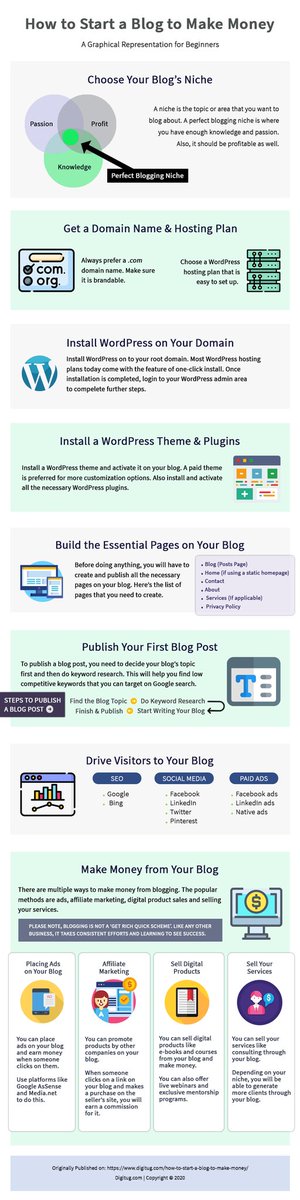 How to Start a Blog to Make Money
A Graphical Representation for Beginners
Choose Your Blog's Niche
Passion
Profit
Knowledge
Perfect Blogging Niche
A niche is the topic or area that you want to
blog about. A perfect blogging niche is where
you have enough knowledge and passion.
Also, it should be profitable as well.
Get a Domain Name & Hosting Plan
com.
org.
Always prefer a .com
domain name. Make sure
it is brandable.
Choose a WordPress
hosting plan that is
easy to set up.
Install WordPress on Your Domain
Install WordPress on to your root domain. Most WordPress hosting
plans today come with the feature of one-click install. Once
installation is completed, login to your WordPress admin area
to compelete further steps.
Install a WordPress Theme & Plugins
Install a WordPress theme and activate it on your blog. A paid theme
is preferred for more customization options. Also install and activate
all the necessary WordPress plugins.
Build the Essential Pages on Your Blog
Before doing anything, you will have to
create and publish all the necessary
pages on your blog. Here's the list of
pages that you need to create.
Blog (Posts Page)
Home (if using a static homepage)
Contact
About
Services (if applicable)
Privacy Policy
Publish Your First Blog Post
To publish a blog post, you need to decide your blog's topic
first and then do keyword research. This will help you find low
competitive keywords that you can target on Google search.
T
STEPS TO PUBLISH
A BLOG POST
Find the Blog Topic
Do Keyword Research
Finish & Publish
Start Writing Your Blog
Drive Visitors to Your Blog
SEO
Google
Bing
SOCIAL MEDIA
Facebook
LinkedIn
Twitter
Pinterest
PAID ADS
Facebook ads
LinkedIn ads
Native ads
Make Money from Your Blog
There are multiple ways to make money from blogging. The popular
methods are ads, affiliate marketing, digital product sales and selling
your services.
PLEASE NOTE, BLOGGING IS NOT A "GET RICH QUICK SCHEME'. LIKE ANY OTHER
BUSINESS, IT TAKES CONSISTENT EFFORTS AND LEARNING TO SEE SUCCESS.
Placing Ads
on Your Blog
You can place
ads on your blog
and earn money
when someone
clicks on them.
Use platforms like
Google AsSense
and Media.net
to do this.
Affiliate
Marketing
You can promote
products by other
companies on your
blog.
When someone
clicks on a link on
your blog and makes
a purchase on the
seller's site, you will
earn a commission
for it.
Sell Digital
Products
You can sell digital
products like
e-books and courses
from your blog and
make money.
You can also offer
live webinars and
exclusive mentorship
programs.
Sell Your
Services
You can sell your
services like
consulting through
your blog.
Depending on your
niche, you will be able
to generate more
clients through your
blog.
Originally Published on: https://www.digitug.com/how-to-start-a-blog-to-make-money/
Digitug.com | Copyright © 2020